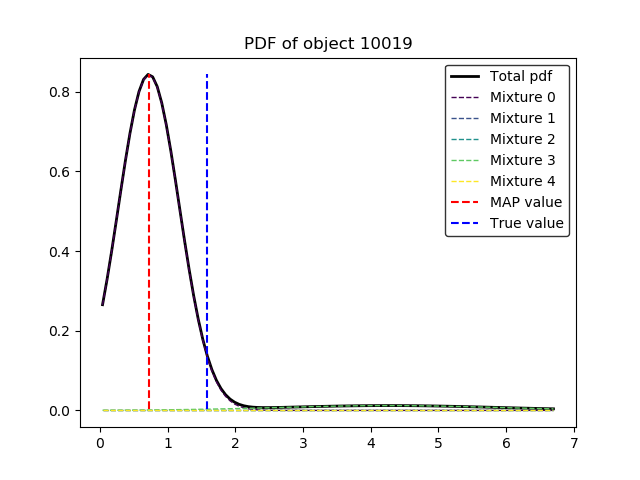 PDF of object 10019
Total pdf
Mixture 0
Mixture 1
Mixture 2
Mixture 3
Mixture 4
MAP value
True value
0.8
0.6
0.4
0.2
0.0
0 1 2 3 4 5 6 7